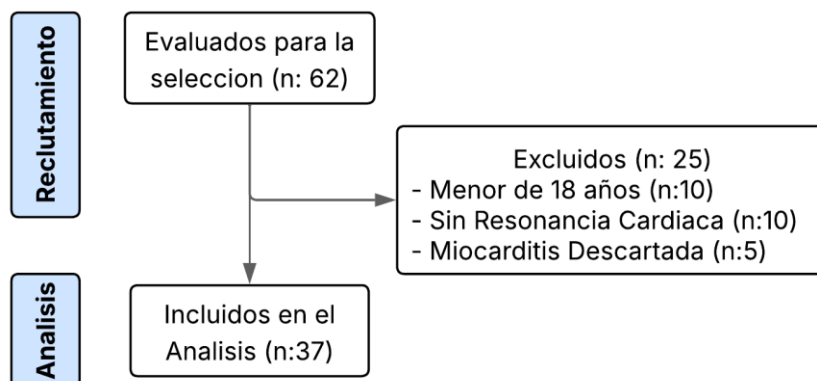 Reclutamiento
Evaluados para la
seleccion (n: 62)
Excluidos (n: 25)
- Menor de 18 años (n:10)
- Sin Resonancia Cardiaca (n:10)
- Miocarditis Descartada (n:5)
Analisis
Incluidos en el
Analisis (n:37)